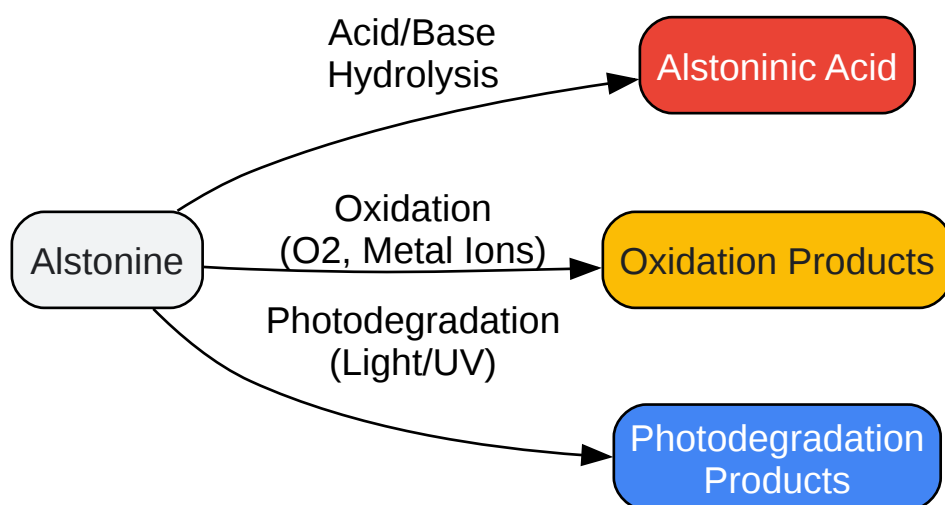 Acid/Base
Hydrolysis
Alstoninic Acid
Alstonine
Oxidation
(O2, Metal Ions)
Oxidation Products
Photodegradation
(Light/UV)
Photodegradation
Products